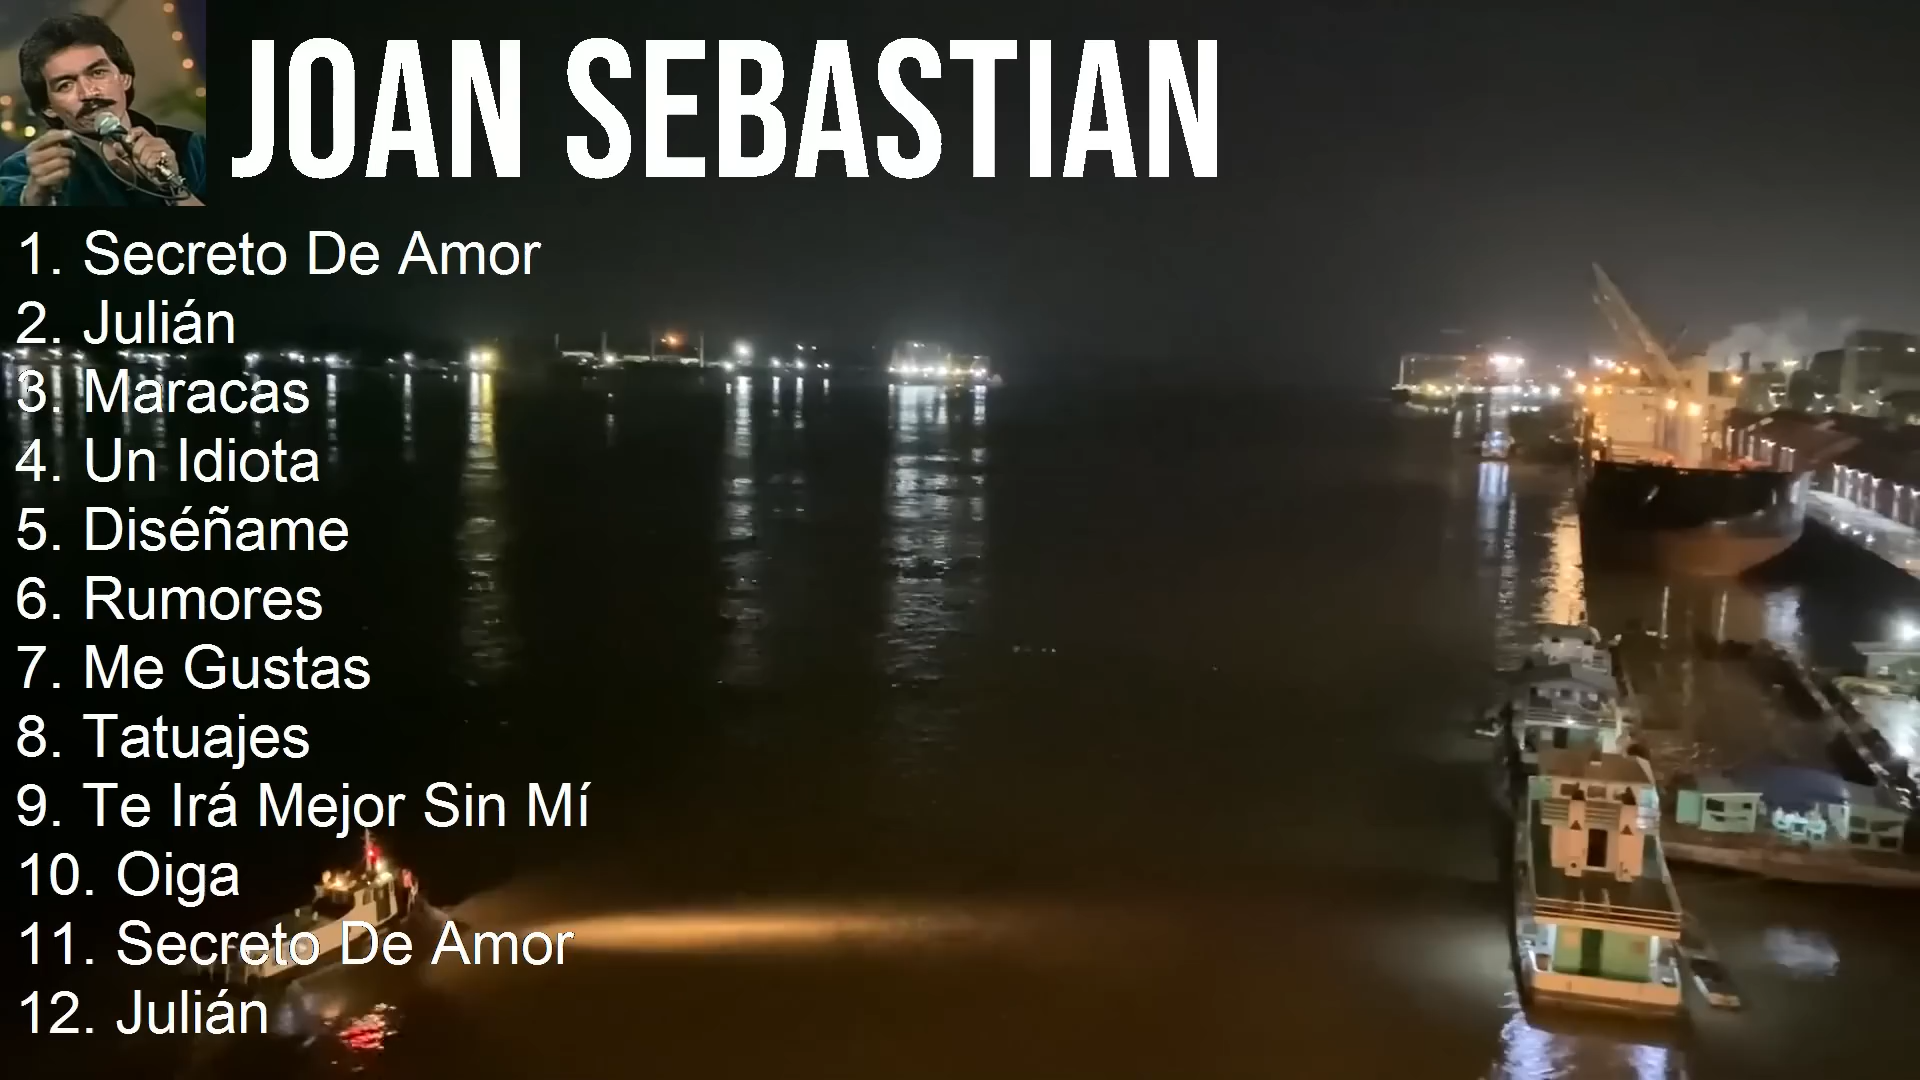 JOAN SEBASTIAN
1. Secreto De Amor
2. Julián
3. Maracas
4. Un Idiota
5. Diséñame
6. Rumores
7. Me Gustas
8. Tatuajes
9. Te Irá Mejor Sin Mí
10. Oiga
11. Secreto De Amor
12. Julián